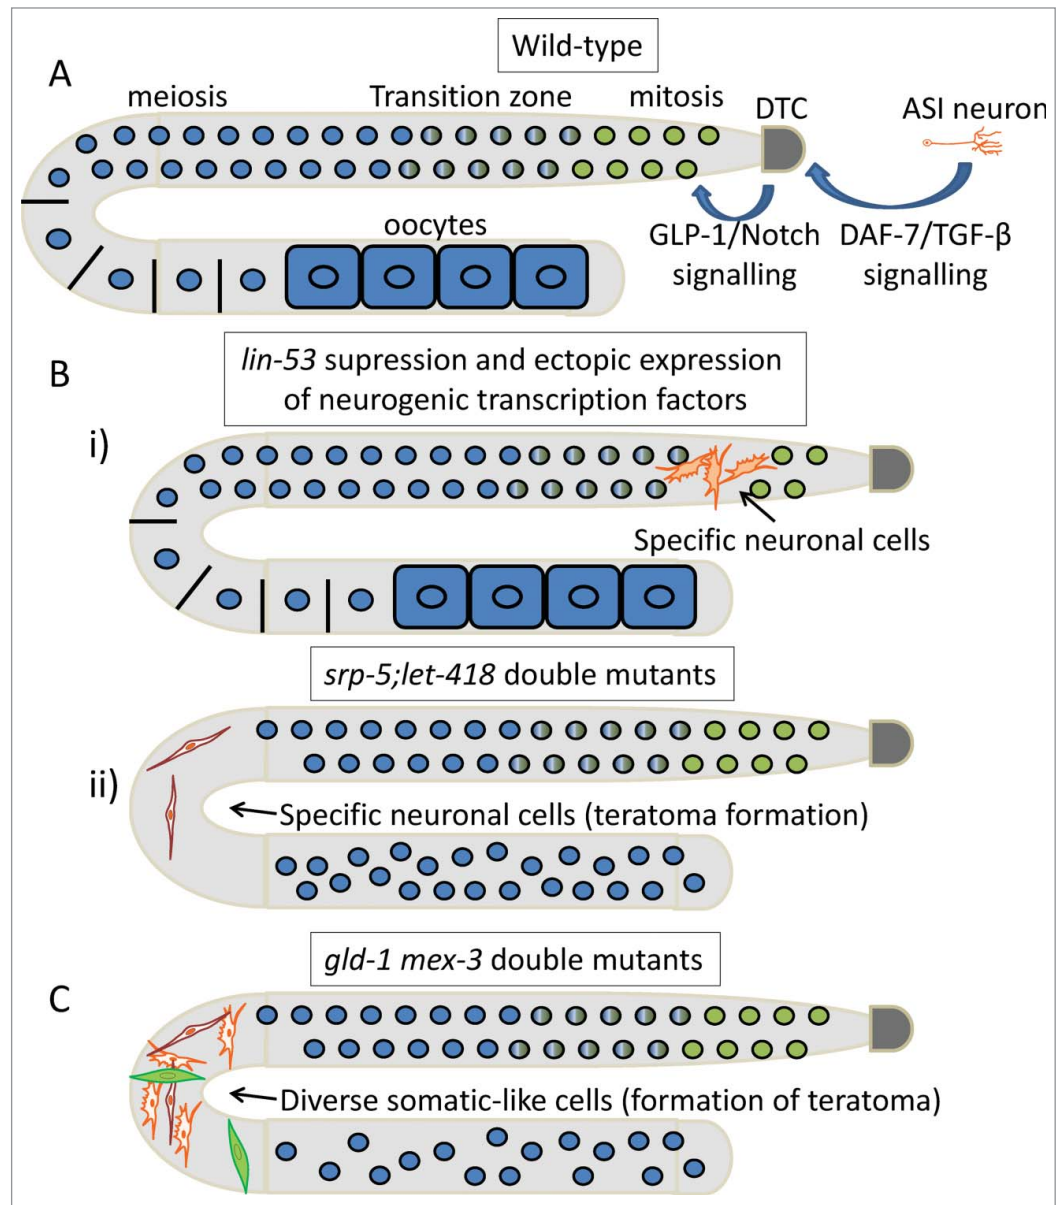 Wild-type
A
meiosis
Transition zone
mitosis
DTC
ASI neuron
oocytes
GLP-1/Notch
signalling
DAF-7/TGF-β
signalling
lin-53 supression and ectopic expression
of neurogenic transcription factors
B
i)
Specific neuronal cells
srp-5;let-418 double mutants
ii)
Specific neuronal cells (teratoma formation)
gld-1 mex-3 double mutants
C
Diverse somatic-like cells (formation of teratoma)